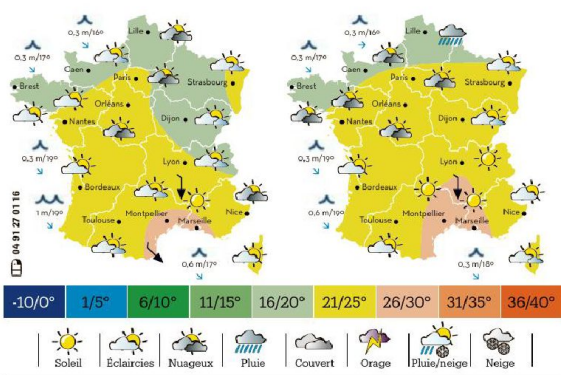 Lille
0,3 m/16°
0,3 m/17°
Caen
Paris
Strasbourg
Brest
Orléans
Nantes
Dijon
0,3 m/19°
Lyon
Bordeaux
1 m/19°
Toulouse
Montpellier
Marseille
Nice
0,6 m/17°
04 91 27 01 16
Lille
0,3 m/16°
0,3 m/17°
Caen
Paris
Strasbourg
Brest
Orléans
Nantes
Dijon
0,3 m/19°
Lyon
Bordeaux
0,6 m/19°
Toulouse
Montpellier
Marseille
Nice
0,3 m/18°
-10/0° 1/5° 6/10° 11/15° 16/20° 21/25° 26/30° 31/35° 36/40°
Soleil Éclaircies Nuageux Pluie Couvert Orage Pluie/neige Neige